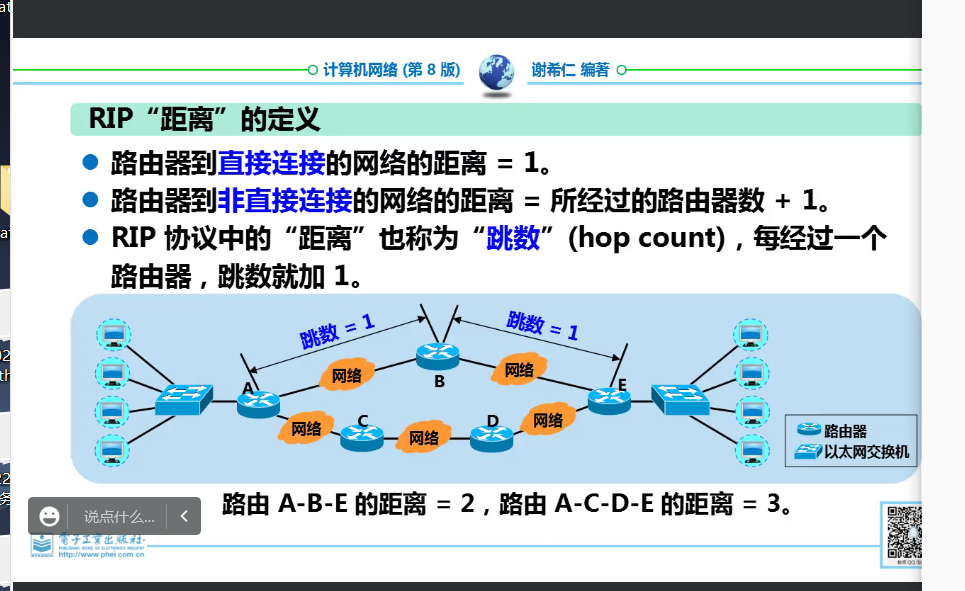 计算机网络 (第 8 版)
谢希仁 编著
RIP“距离”的定义
路由器到直接连接的网络的距离 = 1。
路由器到非直接连接的网络的距离 = 所经过的路由器数 + 1。
RIP 协议中的“距离”也称为“跳数”(hop count)，每经过一个
路由器，跳数就加 1。
跳数 = 1
跳数 = 1
网络
B
网络
A
E
网络
C
网络
D
网络
路由器
以太网交换机
路由 A-B-E 的距离 = 2，路由 A-C-D-E 的距离 = 3。
说点什么...
电子工业出版社
PUBLISHING HOUSE OF ELECTRONICS INDUSTRY
http://www.phei.com.cn